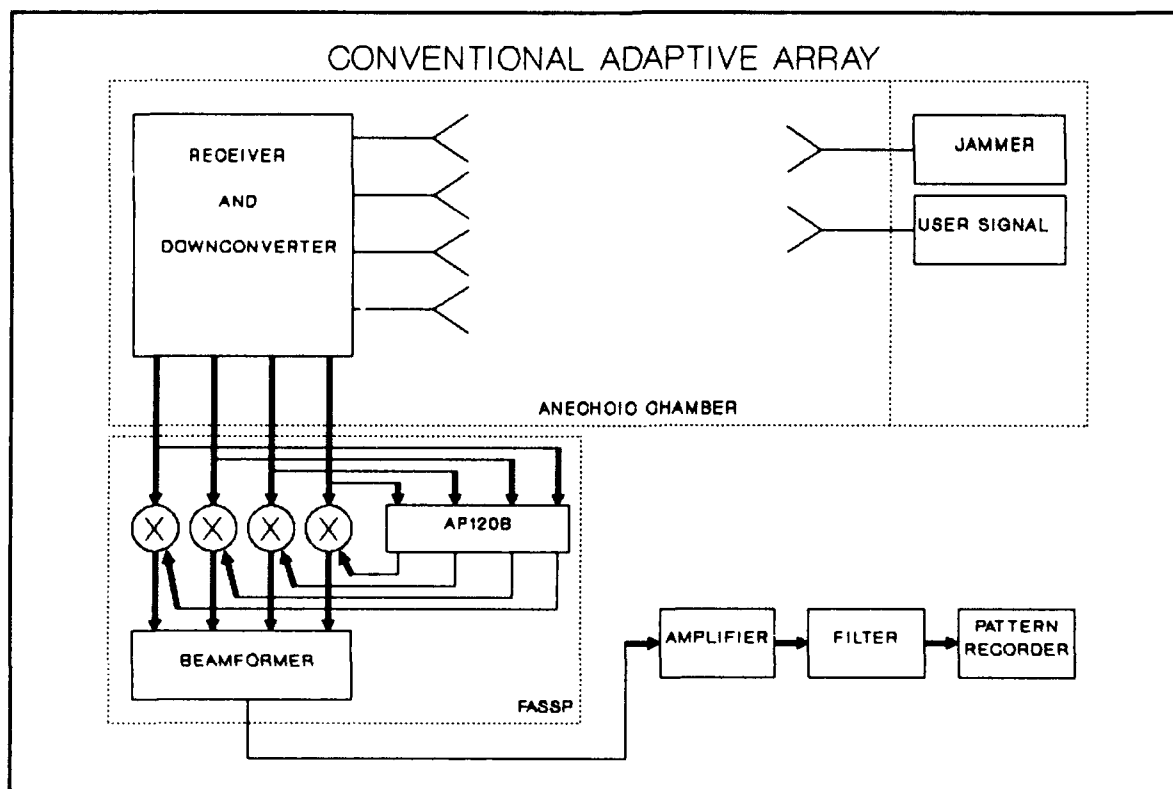 CONVENTIONAL ADAPTIVE ARRAY
RECEIVER
AND
DOWNCONVERTER
JAMMER
USER SIGNAL
ANECHOIC CHAMBER
X X X X
AP120B
BEAMFORMER
FASSP
AMPLIFIER
FILTER
PATTERN
RECORDER